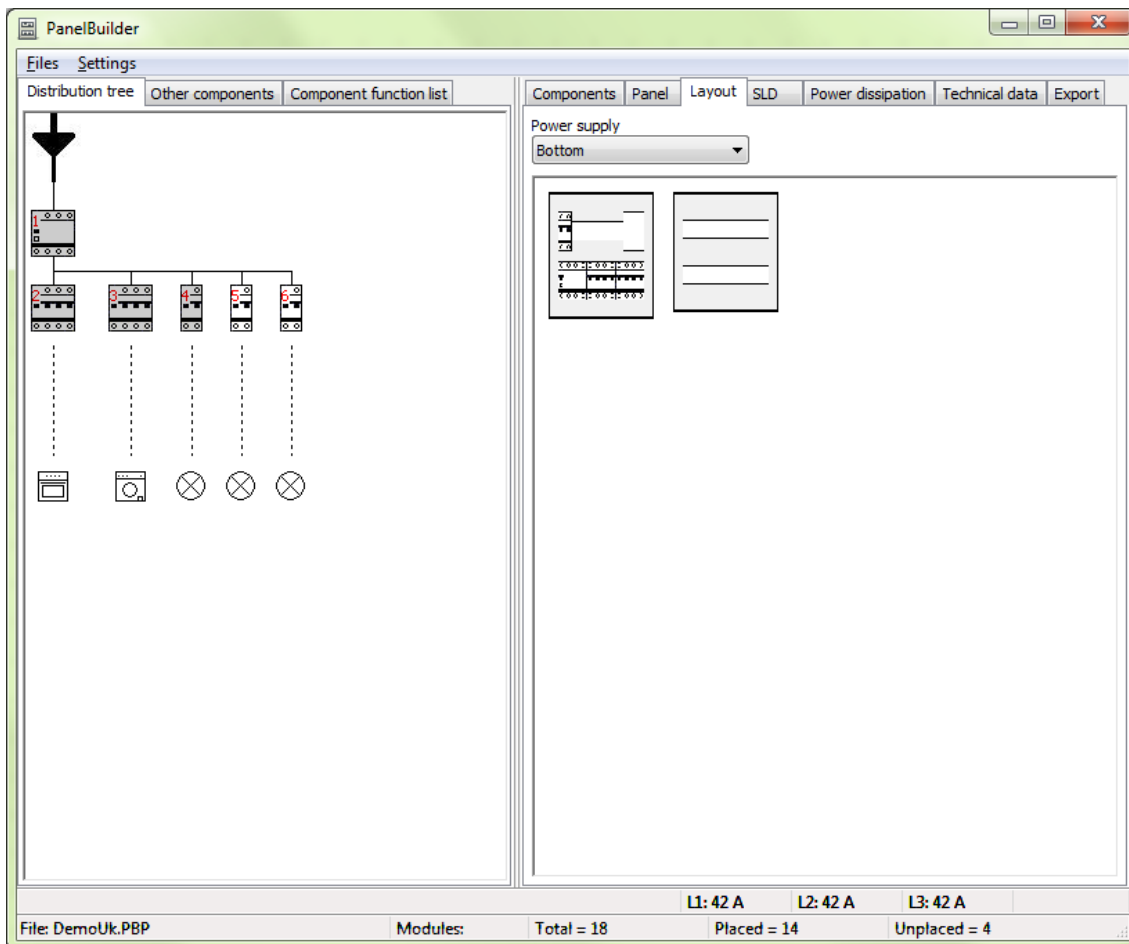 PanelBuilder
Files Settings
Distribution tree Other components Component function list
Components Panel Layout SLD Power dissipation Technical data Export
Power supply
Bottom
1
2 3 4 5 6
L1: 42 A L2: 42 A L3: 42 A
File: DemoUk.PBP Modules: Total = 18 Placed = 14 Unplaced = 4